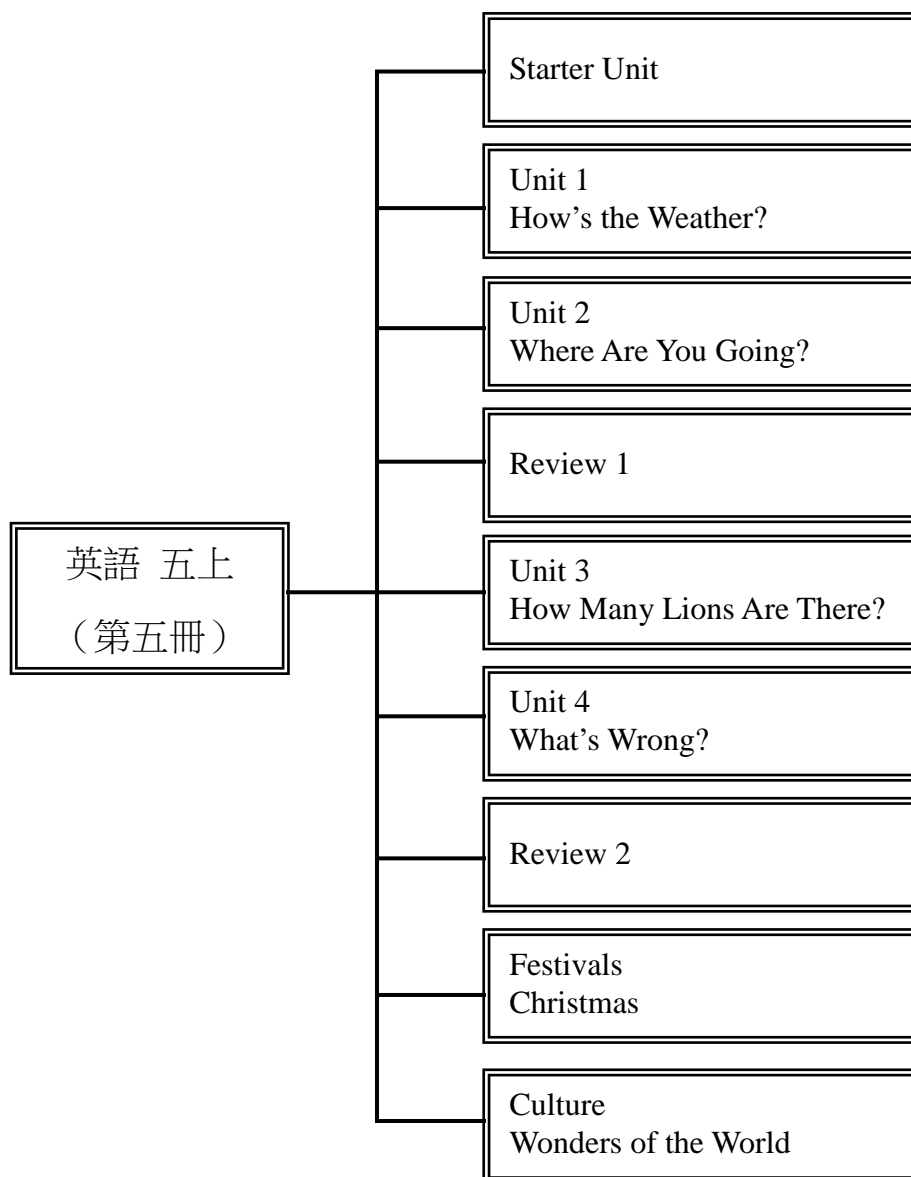 Starter Unit
Unit 1
How's the Weather?
Unit 2
Where Are You Going?
Review 1
英語 五上
（第五冊）
Unit 3
How Many Lions Are There?
Unit 4
What's Wrong?
Review 2
Festivals
Christmas
Culture
Wonders of the World